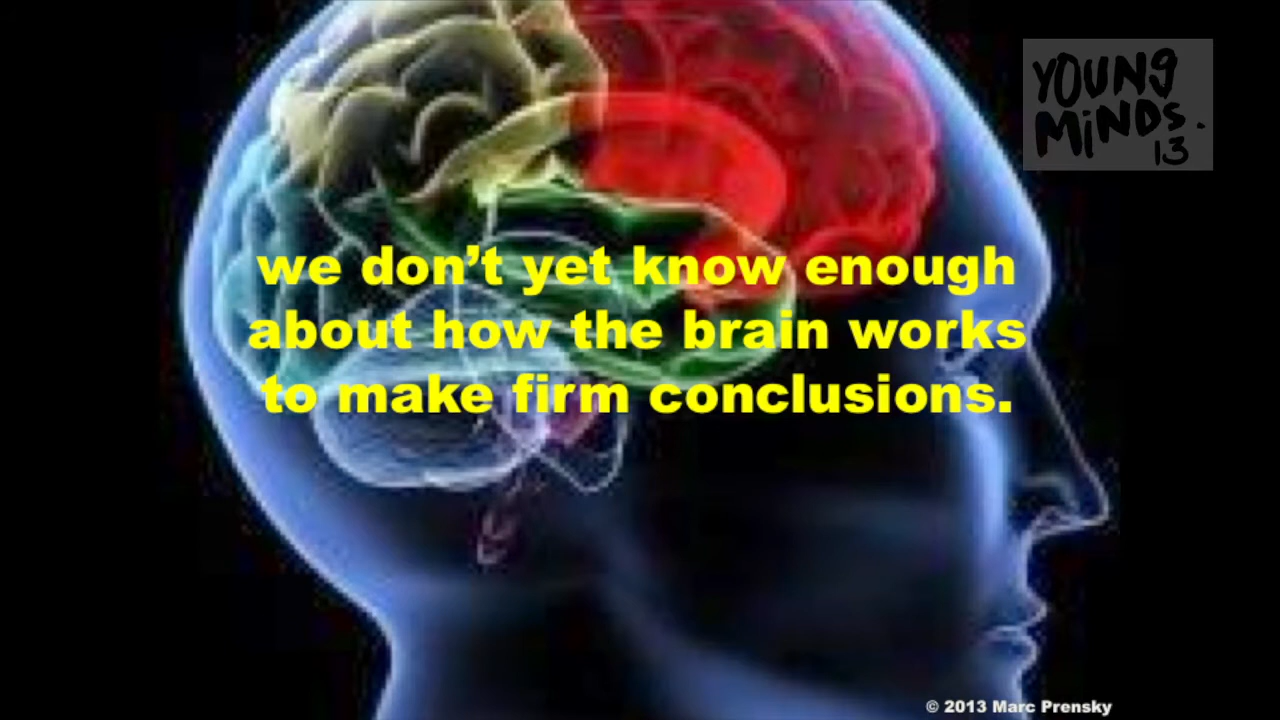 YOUNG
MiNDS.
13
we don’t yet know enough
about how the brain works
to make firm conclusions.
© 2013 Marc Prensky